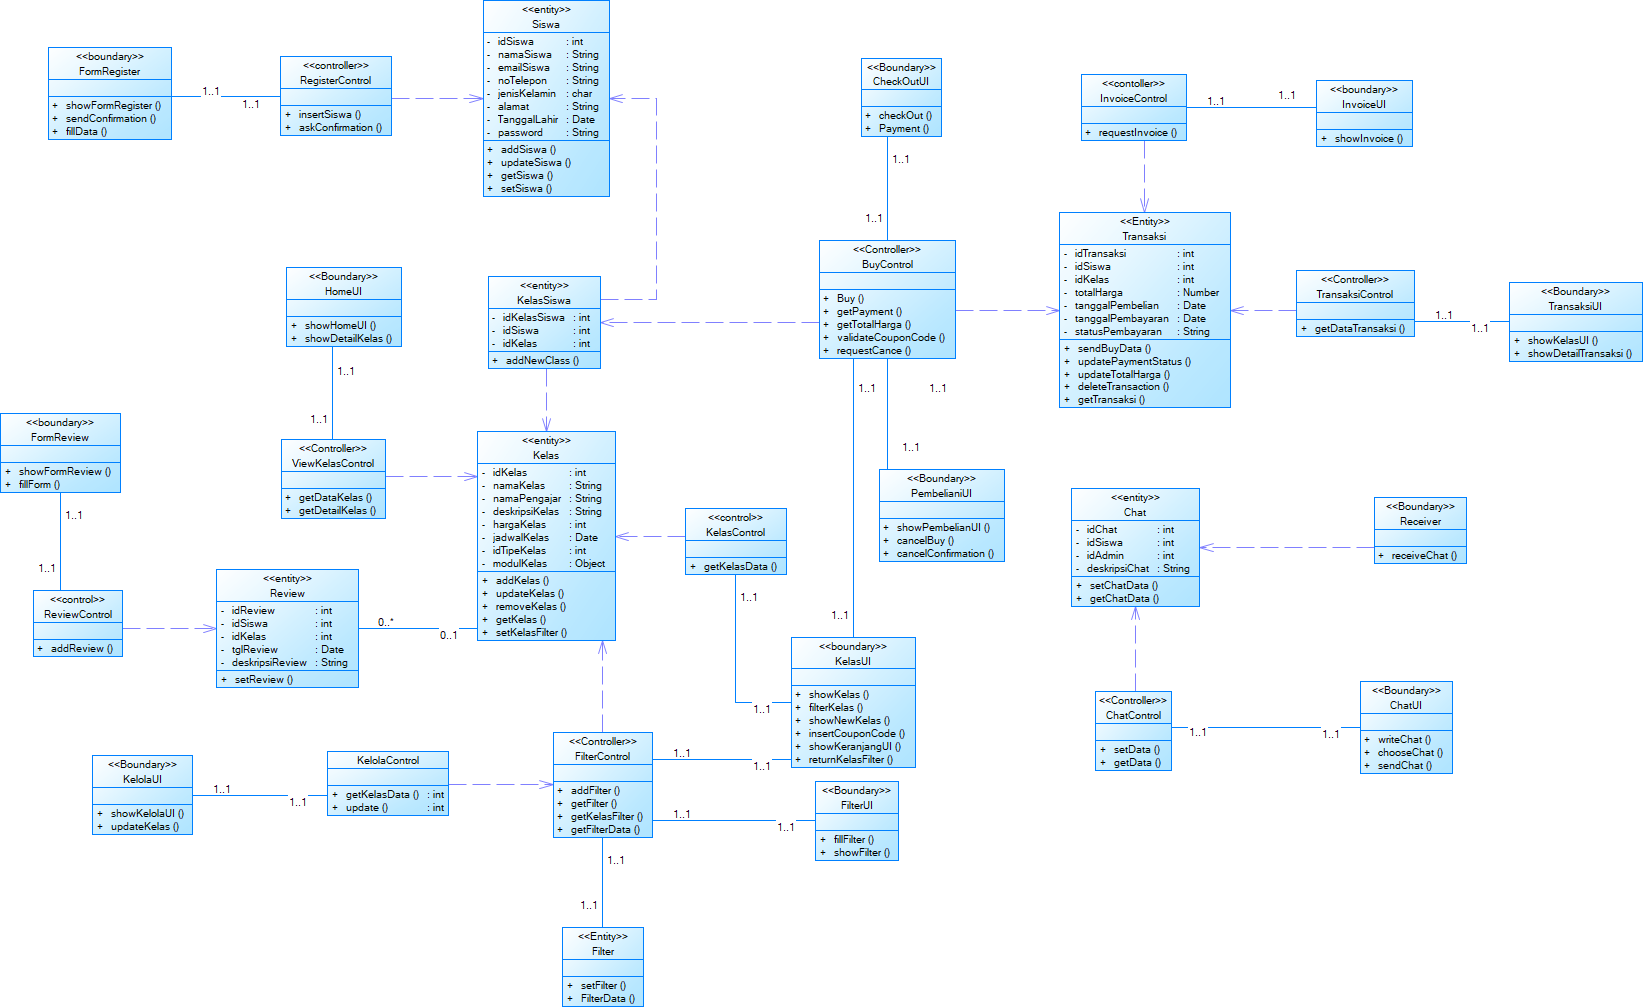 <<entity>>
Siswa
- idSiswa : int
- namaSiswa : String
- emailSiswa : String
- noTelepon : String
- jenisKelamin : char
- alamat : String
- TanggalLahir : Date
- password : String
+ addSiswa ()
+ updateSiswa ()
+ getSiswa ()
+ setSiswa ()
<<boundary>>
FormRegister
+ showFormRegister ()
+ sendConfirmation ()
+ fillData ()
1..1
1..1
<<controller>>
RegisterControl
+ insertSiswa ()
+ askConfirmation ()
<<Boundary>>
CheckOutUI
+ checkOut ()
+ Payment ()
1..1
1..1
<<contoller>>
InvoiceControl
+ requestInvoice ()
1..1
1..1
<<boundary>>
InvoiceUI
+ showInvoice ()
<<Entity>>
Transaksi
- idTransaksi : int
- idSiswa : int
- idKelas : int
- totalHarga : Number
- tanggalPembelian : Date
- tanggalPembayaran : Date
- statusPembayaran : String
+ sendBuyData ()
+ updatePaymentStatus ()
+ updateTotalHarga ()
+ deleteTransaction ()
+ getTransaksi ()
<<Controller>>
BuyControl
+ Buy ()
+ getPayment ()
+ getTotalHarga ()
+ validateCouponCode ()
+ requestCance ()
<<Controller>>
TransaksiControl
+ getDataTransaksi ()
1..1
1..1
<<Boundary>>
TransaksiUI
+ showKelasUI ()
+ showDetailTransaksi ()
<<Boundary>>
HomeUI
+ showHomeUI ()
+ showDetailKelas ()
1..1
1..1
<<entity>>
KelasSiswa
- idKelasSiswa : int
- idSiswa : int
- idKelas : int
+ addNewClass ()
1..1
1..1
1..1
1..1
<<boundary>>
FormReview
+ showFormReview ()
+ fillForm ()
1..1
1..1
<<Controller>>
ViewKelasControl
+ getDataKelas ()
+ getDetailKelas ()
<<entity>>
Kelas
- idKelas : int
- namaKelas : String
- namaPengajar : String
- deskripsiKelas : String
- hargaKelas : int
- jadwalKelas : Date
- idTipeKelas : int
- modulKelas : Object
+ addKelas ()
+ updateKelas ()
+ removeKelas ()
+ getKelas ()
+ setKelasFilter ()
<<control>>
KelasControl
+ getKelasData ()
1..1
1..1
<<Boundary>>
PembelianiUI
+ showPembelianUI ()
+ cancelBuy ()
+ cancelConfirmation ()
<<entity>>
Chat
- idChat : int
- idSiswa : int
- idAdmin : int
- deskripsiChat : String
+ setChatData ()
+ getChatData ()
<<Boundary>>
Receiver
+ receiveChat ()
<<control>>
ReviewControl
+ addReview ()
<<entity>>
Review
- idReview : int
- idSiswa : int
- idKelas : int
- tglReview : Date
- deskripsiReview : String
+ setReview ()
0..*
0..1
<<boundary>>
KelasUI
+ showKelas ()
+ filterKelas ()
+ showNewKelas ()
+ insertCouponCode ()
+ showKeranjangUI ()
+ returnKelasFilter ()
<<Controller>>
ChatControl
+ setData ()
+ getData ()
1..1
1..1
<<Boundary>>
ChatUI
+ writeChat ()
+ chooseChat ()
+ sendChat ()
<<Boundary>>
KelolaUI
+ showKelolaUI ()
+ updateKelas ()
1..1
1..1
KelolaControl
+ getKelasData () : int
+ update () : int
<<Controller>>
FilterControl
+ addFilter ()
+ getFilter ()
+ getKelasFilter ()
+ getFilterData ()
1..1
1..1
1..1
1..1
<<Boundary>>
FilterUI
+ fillFilter ()
+ showFilter ()
1..1
1..1
<<Entity>>
Filter
+ setFilter ()
+ FilterData ()